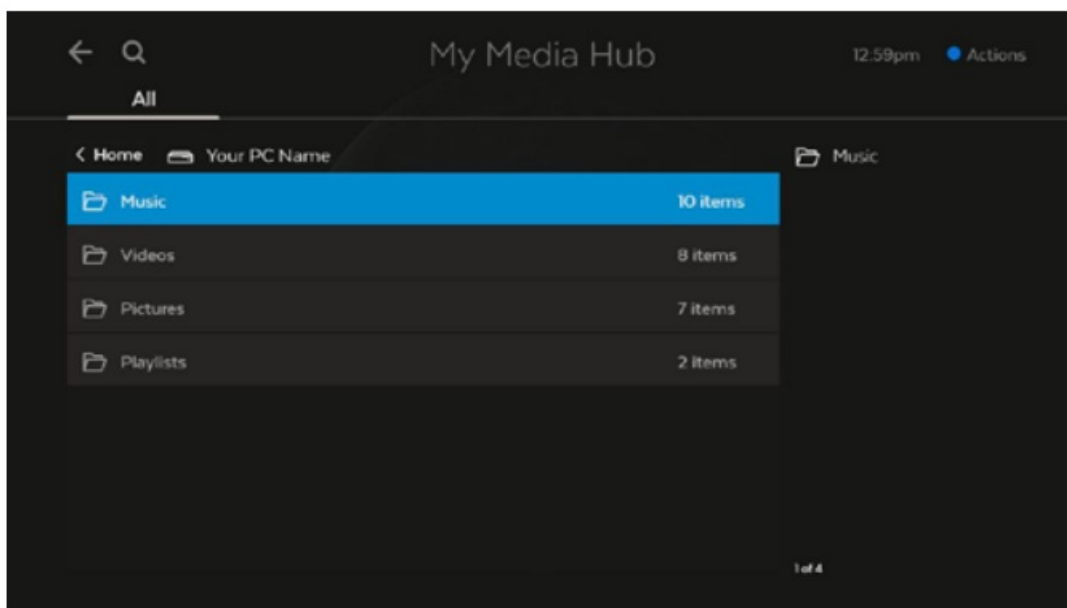 My Media Hub 12:59pm Actions
All
Home Your PC Name Music
Music 10 items
Videos 8 items
Pictures 7 items
Playlists 2 items
1 of 4